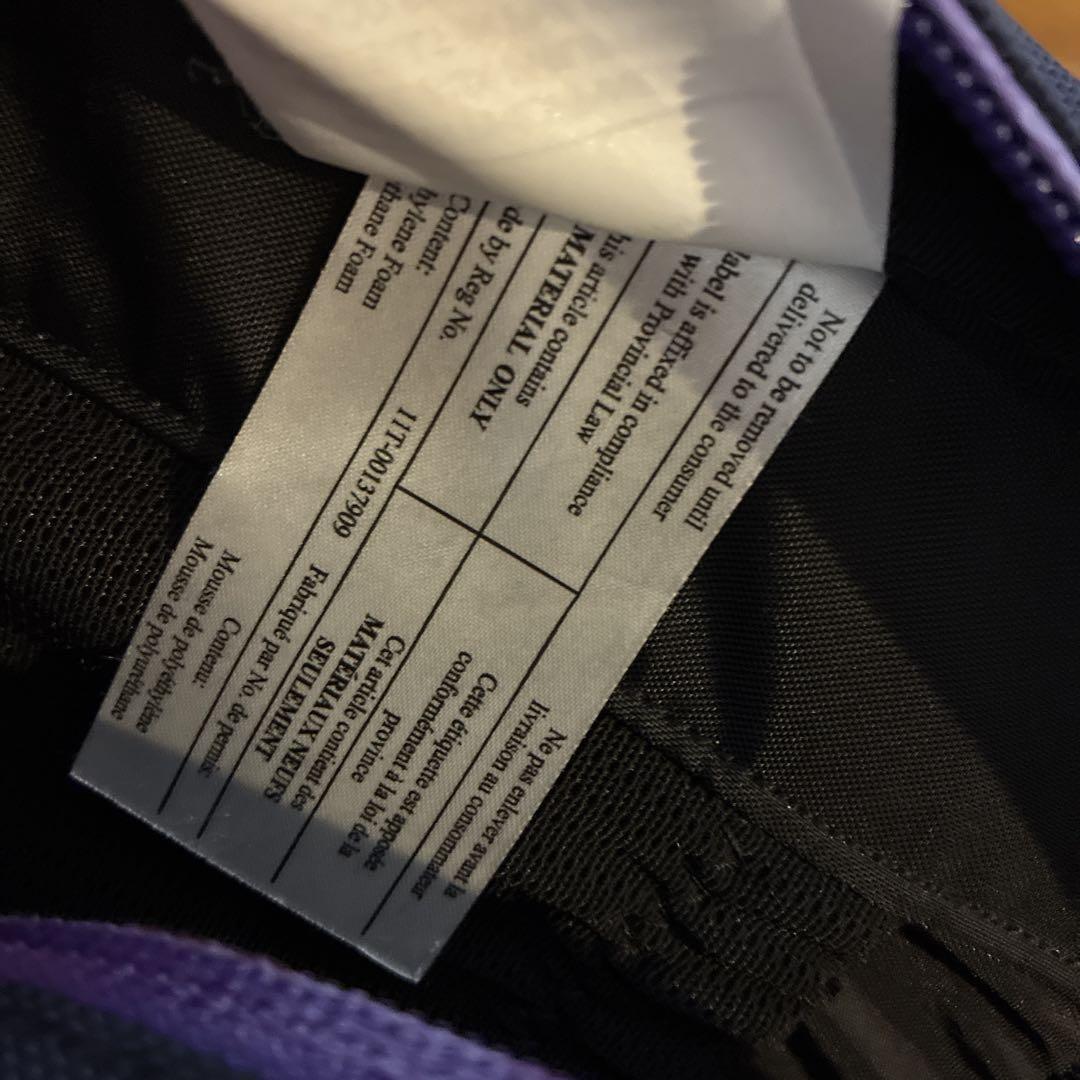 Not to be removed until
delivered to the consumer
label is affixed in compliance
with Provincial Law
his article contains
MATERIAL ONLY
de by Reg No.
11T-00137909
Content:
hylene Foam
thane Foam
Ne pas enlever avant la
livraison au consommateur
Cette étiquette est apposée
conformément à la loi de la
province
Cet article contient des
MATÉRIAUX NEUFS
SEULEMENT
Fabriqué par No. de permis:
Contenu:
Mousse de polyéthylène
Mousse de polyuréthane